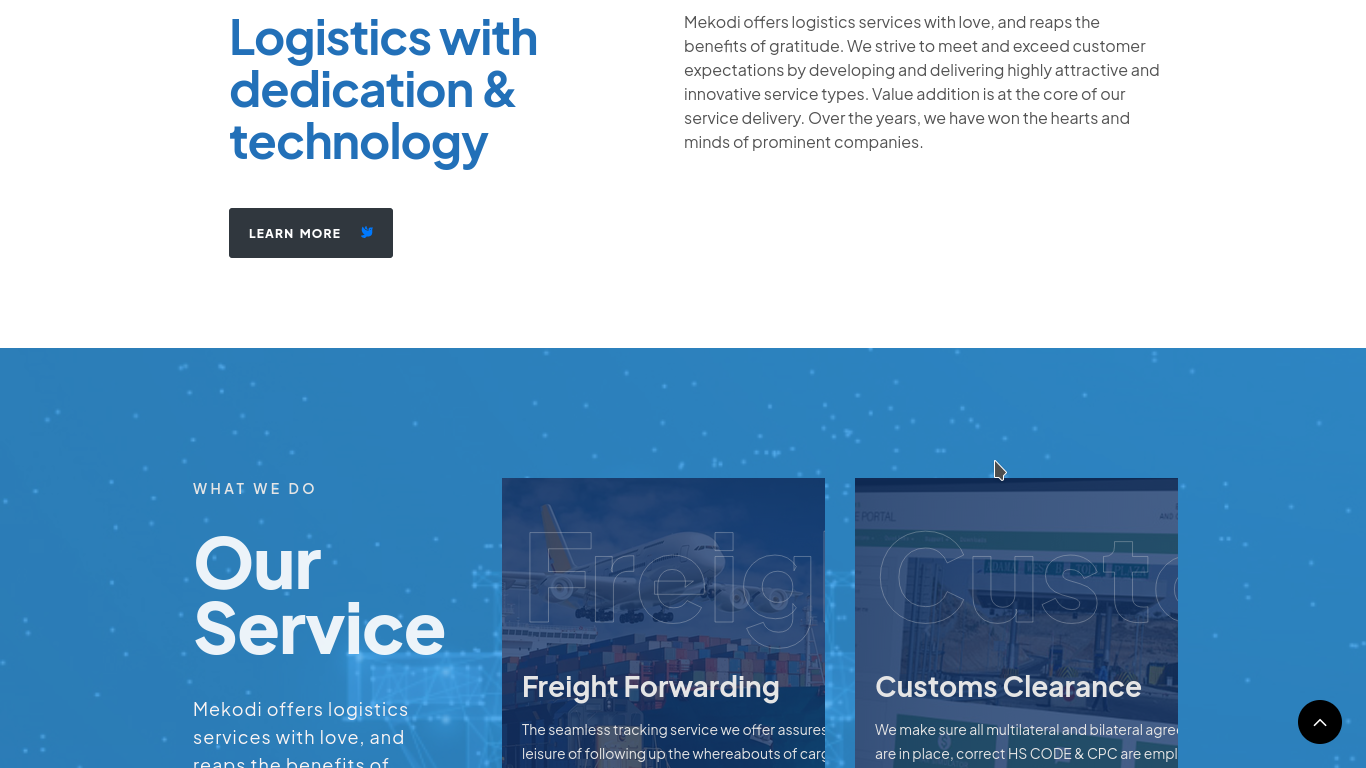 Logistics with
dedication &
technology
Mekodi offers logistics services with love, and reaps the
benefits of gratitude. We strive to meet and exceed customer
expectations by developing and delivering highly attractive and
innovative service types. Value addition is at the core of our
service delivery. Over the years, we have won the hearts and
minds of prominent companies.
LEARN MORE
WHAT WE DO
Our
Service
Mekodi offers logistics
services with love, and
reaps the benefits of
Freig
Freight Forwarding
The seamless tracking service we offer assures
leisure of following up the whereabouts of carg
PORTAL
Custo
Customs Clearance
We make sure all multilateral and bilateral agree
are in place, correct HS CODE & CPC are empl